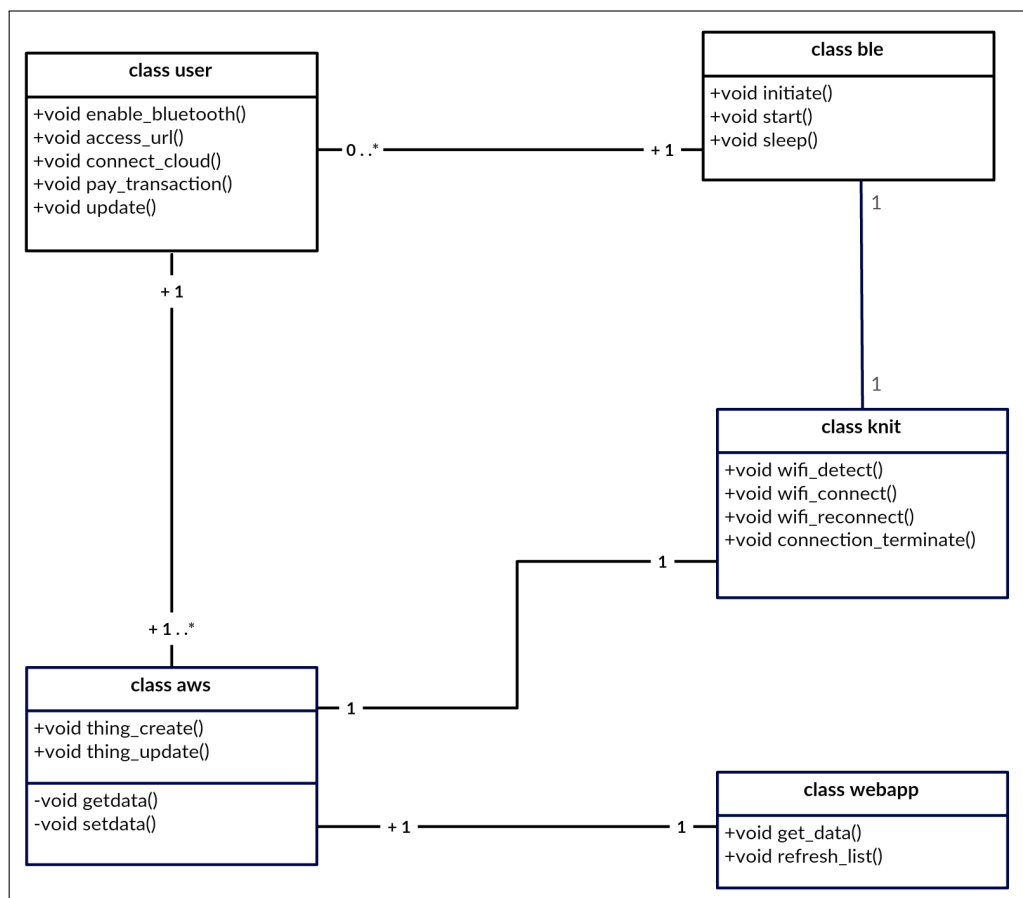 class user
+void enable_bluetooth()
+void access_url()
+void connect_cloud()
+void pay_transaction()
+void update()
class ble
+void initiate()
+void start()
+void sleep()
0..*
+1
1
+1
1
class knit
+void wifi_detect()
+void wifi_connect()
+void wifi_reconnect()
+void connection_terminate()
1
+1..*
class aws
+void thing_create()
+void thing_update()
-void getdata()
-void setdata()
1
+1
1
class webapp
+void get_data()
+void refresh_list()